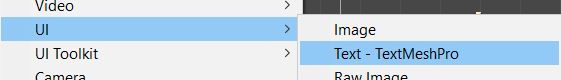 Video
UI
UI Toolkit
Camera
Image
Text - TextMeshPro
Raw Image